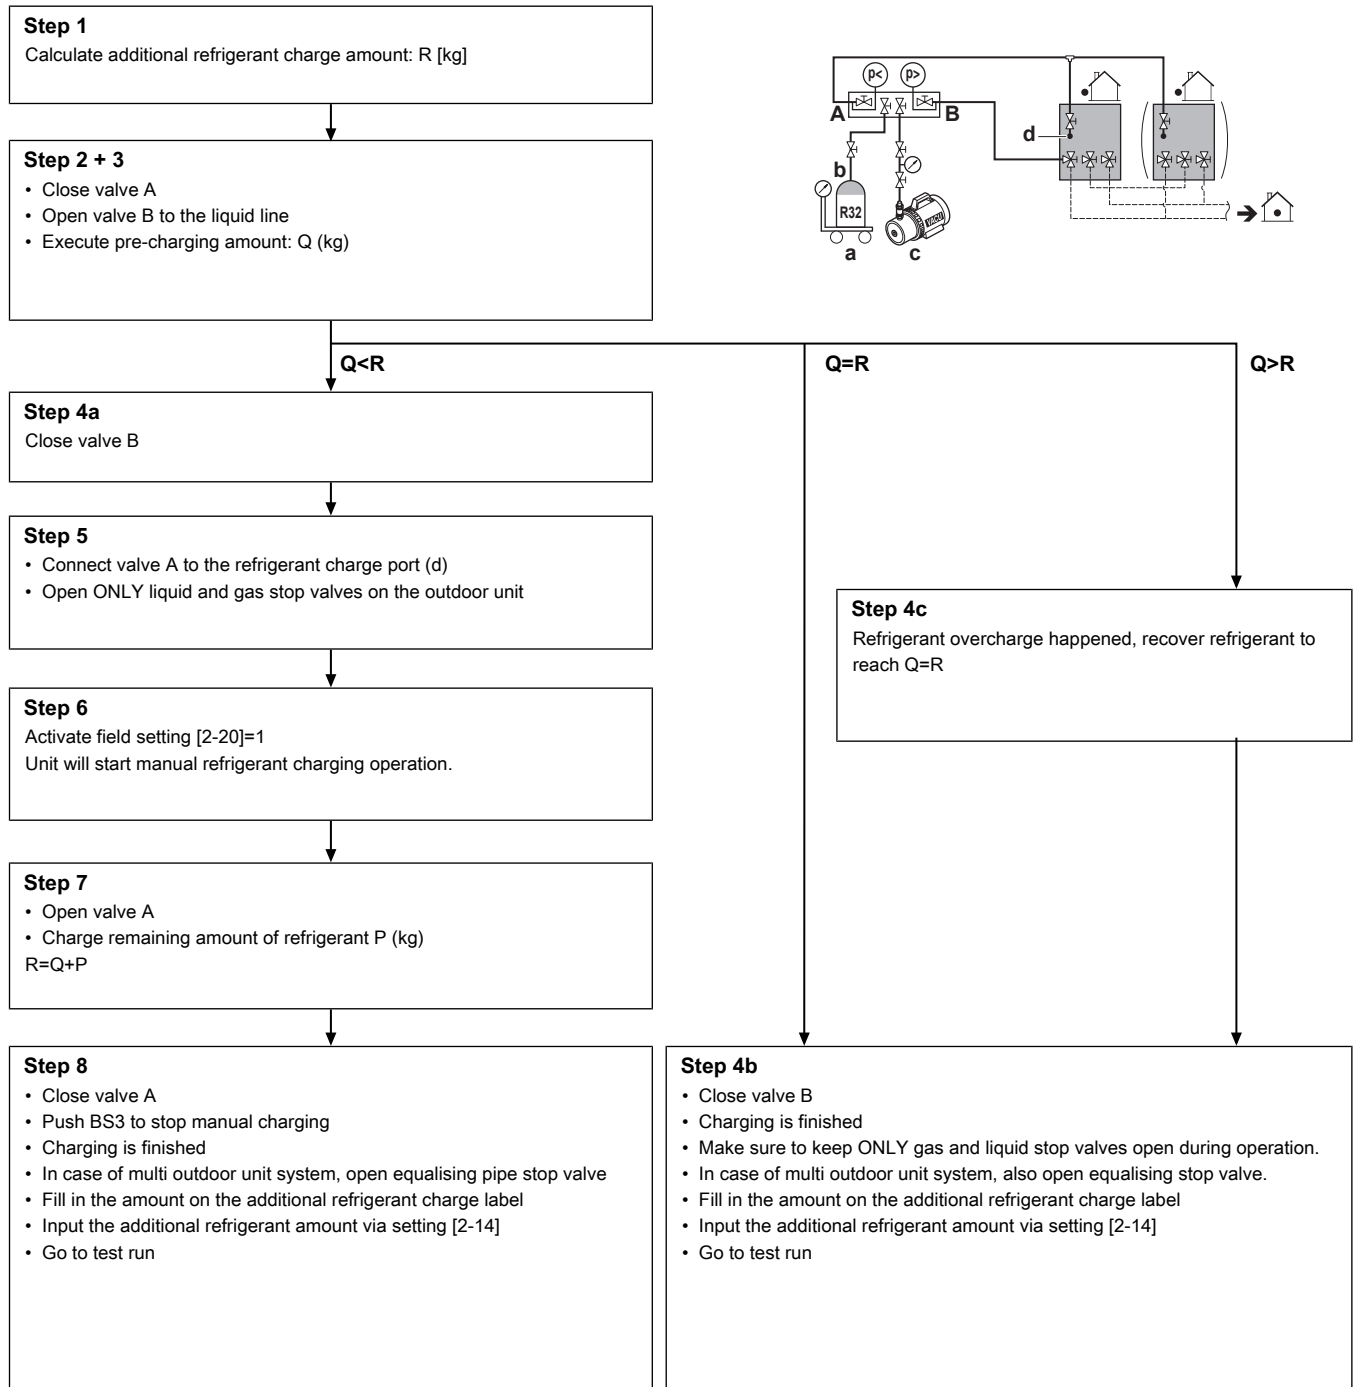 Step 1
Calculate additional refrigerant charge amount: R [kg]
p<
p>
A
B
d
b
R32
VACU
a
c
Step 2 + 3
• Close valve A
• Open valve B to the liquid line
• Execute pre-charging amount: Q (kg)
Q<R
Q=R
Q>R
Step 4a
Close valve B
Step 5
• Connect valve A to the refrigerant charge port (d)
• Open ONLY liquid and gas stop valves on the outdoor unit
Step 4c
Refrigerant overcharge happened, recover refrigerant to
reach Q=R
Step 6
Activate field setting [2-20]=1
Unit will start manual refrigerant charging operation.
Step 7
• Open valve A
• Charge remaining amount of refrigerant P (kg)
R=Q+P
Step 8
• Close valve A
• Push BS3 to stop manual charging
• Charging is finished
• In case of multi outdoor unit system, open equalising pipe stop valve
• Fill in the amount on the additional refrigerant charge label
• Input the additional refrigerant amount via setting [2-14]
• Go to test run
Step 4b
• Close valve B
• Charging is finished
• Make sure to keep ONLY gas and liquid stop valves open during operation.
• In case of multi outdoor unit system, also open equalising stop valve.
• Fill in the amount on the additional refrigerant charge label
• Input the additional refrigerant amount via setting [2-14]
• Go to test run